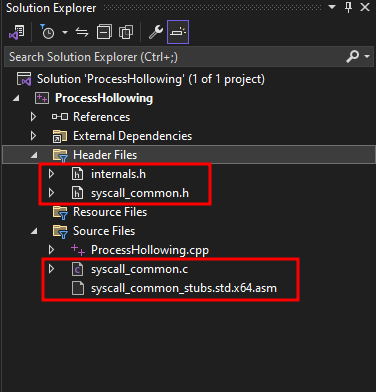 Solution Explorer
Search Solution Explorer (Ctrl+;)
Solution 'ProcessHollowing' (1 of 1 project)
ProcessHollowing
References
External Dependencies
Header Files
internals.h
syscall_common.h
Resource Files
Source Files
ProcessHollowing.cpp
syscall_common.c
syscall_common_stubs.std.x64.asm